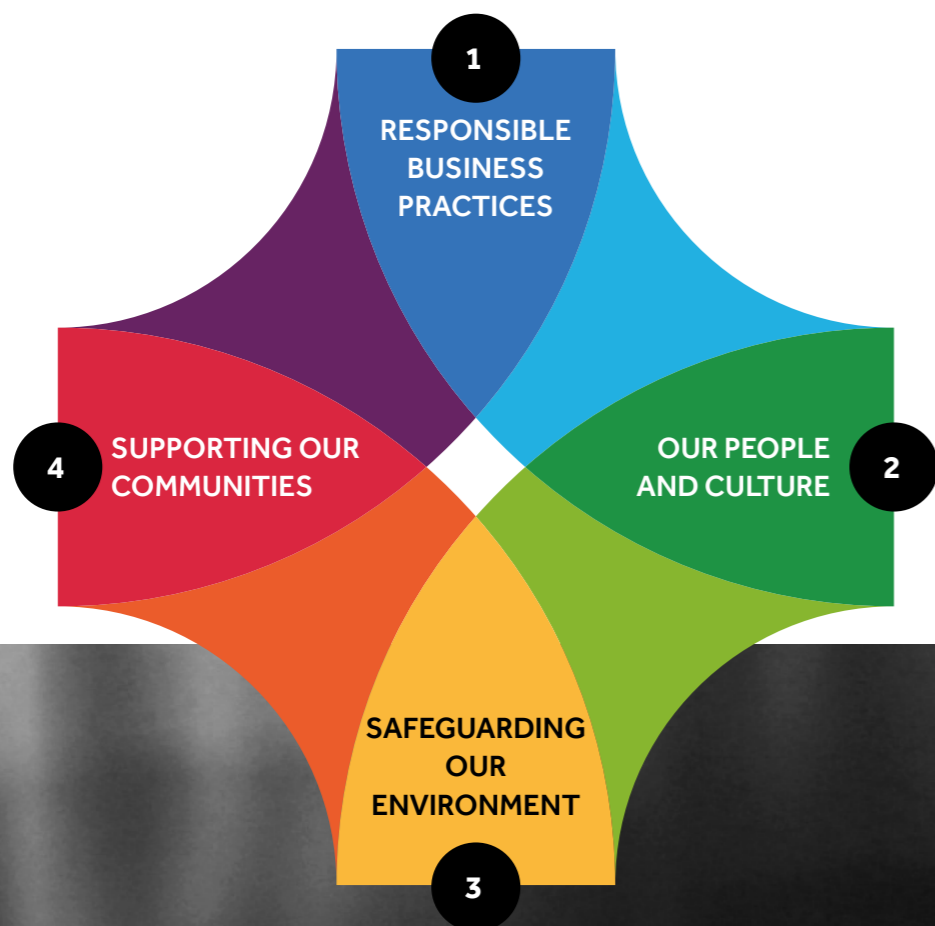 1
RESPONSIBLE
BUSINESS
PRACTICES
4
SUPPORTING OUR
COMMUNITIES
OUR PEOPLE
AND CULTURE
2
SAFEGUARDING
OUR
ENVIRONMENT
3